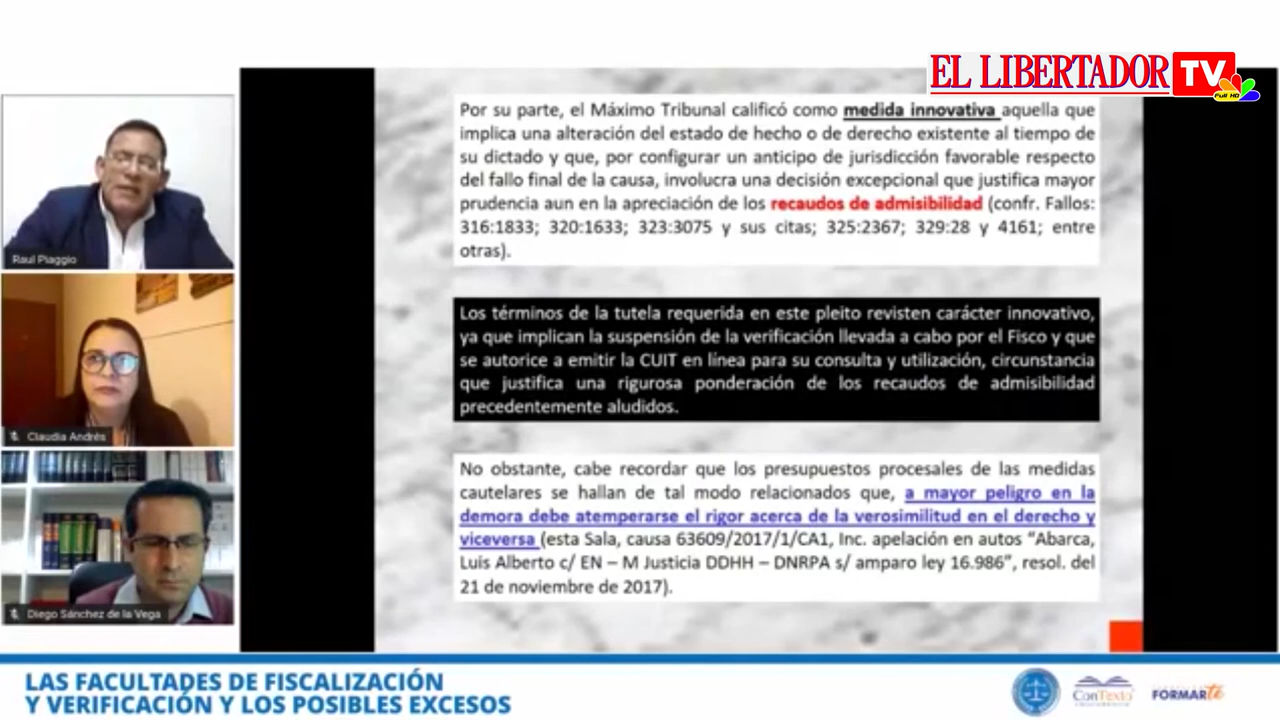 EL LIBERTADOR TV
Full HD
Por su parte, el Máximo Tribunal calificó como medida innovativa aquella que
implica una alteración del estado de hecho o de derecho existente al tiempo de
su dictado y que, por configurar un anticipo de jurisdicción favorable respecto
del fallo final de la causa, involucra una decisión excepcional que justifica mayor
prudencia aun en la apreciación de los recaudos de admisibilidad (confr. Fallos:
316:1833; 320:1633; 323:3075 y sus citas; 325:2367; 329:28 y 4161; entre
otras).
Los términos de la tutela requerida en este pleito revisten carácter innovativo,
ya que implican la suspensión de la verificación llevada a cabo por el Fisco y que
se autorice a emitir la CUIT en línea para su consulta y utilización, circunstancia
que justifica una rigurosa ponderación de los recaudos de admisibilidad
precedentemente aludidos.
No obstante, cabe recordar que los presupuestos procesales de las medidas
cautelares se hallan de tal modo relacionados que, a mayor peligro en la
demora debe atemperarse el rigor acerca de la verosimilitud en el derecho y
viceversa (esta Sala, causa 63609/2017/1/CA1, Inc. apelación en autos “Abarca,
Luis Alberto c/ EN – M Justicia DDHH – DNRPA s/ amparo ley 16.986”, resol. del
21 de noviembre de 2017).
Raul Piaggio
Claudia Andrés
Diego Sánchez de la Vega
LAS FACULTADES DE FISCALIZACIÓN
Y VERIFICACIÓN Y LOS POSIBLES EXCESOS
ConTexto
FORMARTE